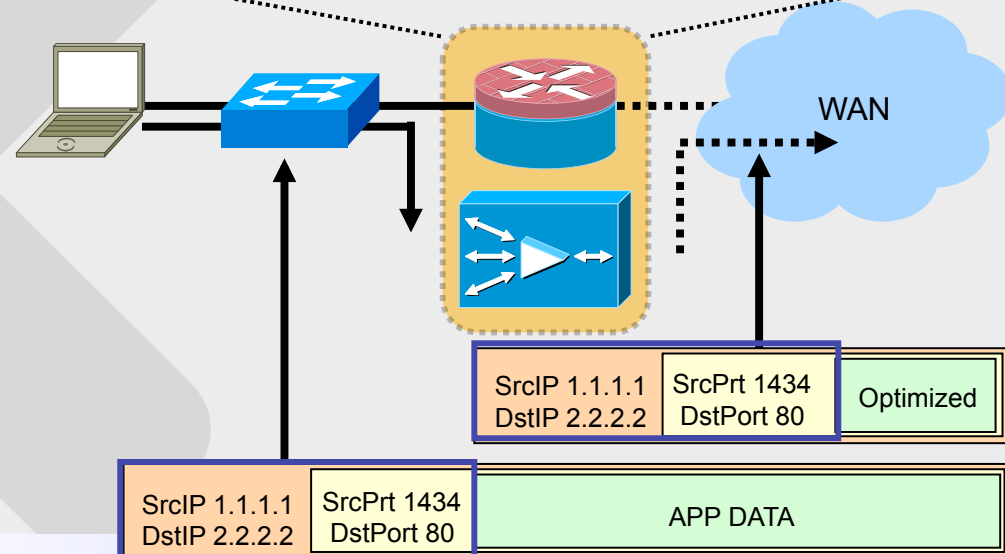 WAN
SrcIP 1.1.1.1
DstIP 2.2.2.2
SrcPrt 1434
DstPort 80
Optimized
SrcIP 1.1.1.1
DstIP 2.2.2.2
SrcPrt 1434
DstPort 80
APP DATA